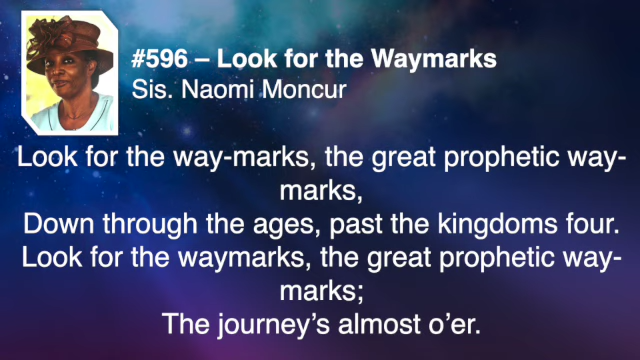 #596 – Look for the Waymarks
Sis. Naomi Moncur
Look for the way-marks, the great prophetic way-
marks,
Down through the ages, past the kingdoms four.
Look for the waymarks, the great prophetic way-
marks;
The journey’s almost o’er.